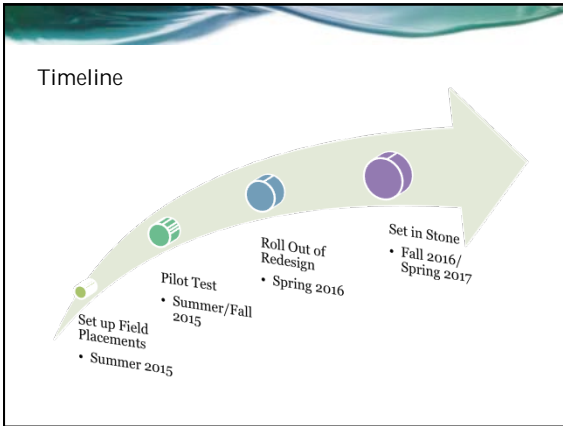 Timeline
Set up Field
Placements
• Summer 2015
Pilot Test
• Summer/Fall
2015
Roll Out of
Redesign
• Spring 2016
Set in Stone
• Fall 2016/
Spring 2017